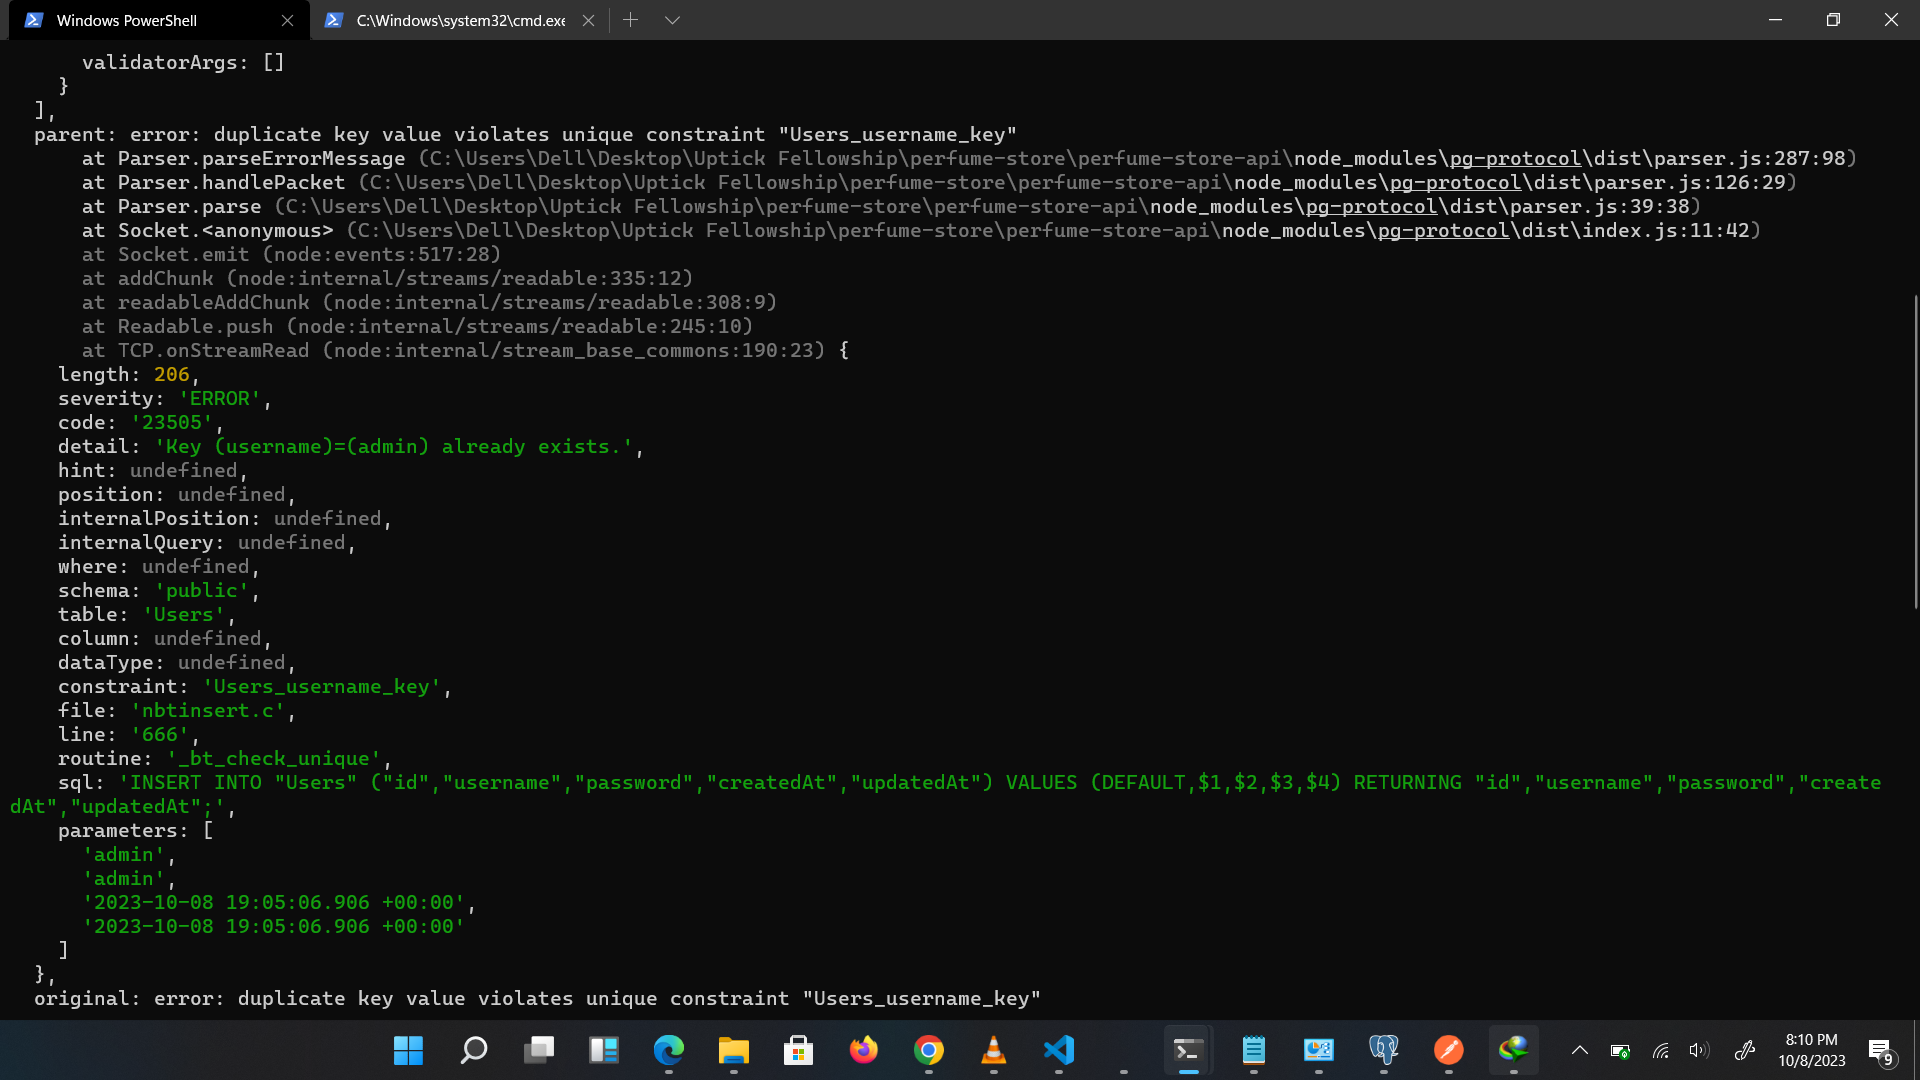 Windows PowerShell
C:\Windows\system32\cmd.exe
validatorArgs: []
}
],
parent: error: duplicate key value violates unique constraint "Users_username_key"
at Parser.parseErrorMessage (C:\Users\Dell\Desktop\Uptick Fellowship\perfume-store\perfume-store-api\node_modules\pg-protocol\dist\parser.js:287:98)
at Parser.handlePacket (C:\Users\Dell\Desktop\Uptick Fellowship\perfume-store\perfume-store-api\node_modules\pg-protocol\dist\parser.js:126:29)
at Parser.parse (C:\Users\Dell\Desktop\Uptick Fellowship\perfume-store\perfume-store-api\node_modules\pg-protocol\dist\parser.js:39:38)
at Socket.<anonymous> (C:\Users\Dell\Desktop\Uptick Fellowship\perfume-store\perfume-store-api\node_modules\pg-protocol\dist\index.js:11:42)
at Socket.emit (node:events:517:28)
at addChunk (node:internal/streams/readable:335:12)
at readableAddChunk (node:internal/streams/readable:308:9)
at Readable.push (node:internal/streams/readable:245:10)
at TCP.onStreamRead (node:internal/stream_base_commons:190:23) {
length: 206,
severity: 'ERROR',
code: '23505',
detail: 'Key (username)=(admin) already exists.',
hint: undefined,
position: undefined,
internalPosition: undefined,
internalQuery: undefined,
where: undefined,
schema: 'public',
table: 'Users',
column: undefined,
dataType: undefined,
constraint: 'Users_username_key',
file: 'nbtinsert.c',
line: '666',
routine: '_bt_check_unique',
sql: 'INSERT INTO "Users" ("id","username","password","createdAt","updatedAt") VALUES (DEFAULT,$1,$2,$3,$4) RETURNING "id","username","password","create
dAt","updatedAt";',
parameters: [
'admin',
'admin',
'2023-10-08 19:05:06.906 +00:00',
'2023-10-08 19:05:06.906 +00:00'
]
},
original: error: duplicate key value violates unique constraint "Users_username_key"
8:10 PM
10/8/2023
9